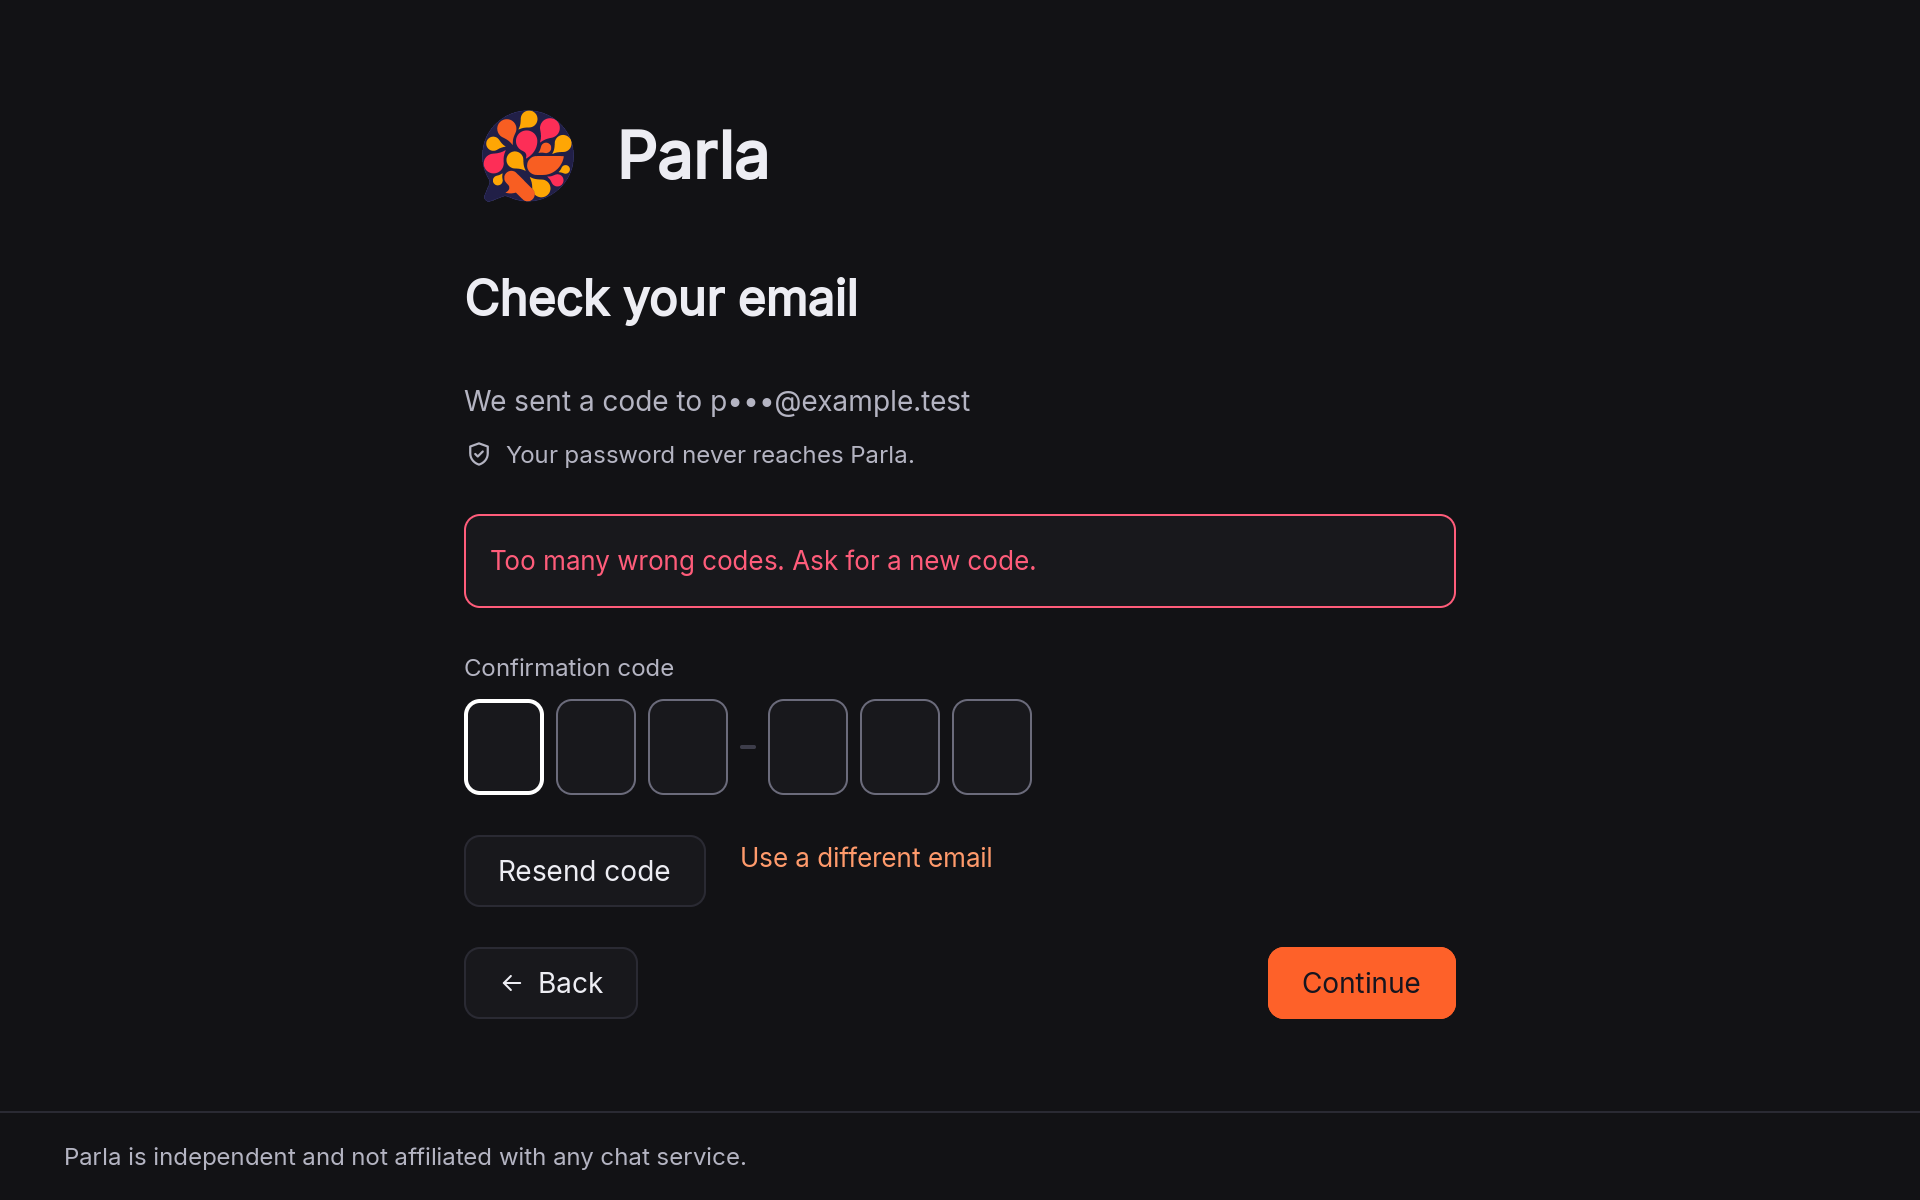 Parla
Check your email
We sent a code to p•••@example.test
Your password never reaches Parla.
Too many wrong codes. Ask for a new code.
Confirmation code
–
Resend code
Use a different email
← Back
Continue
Parla is independent and not affiliated with any chat service.